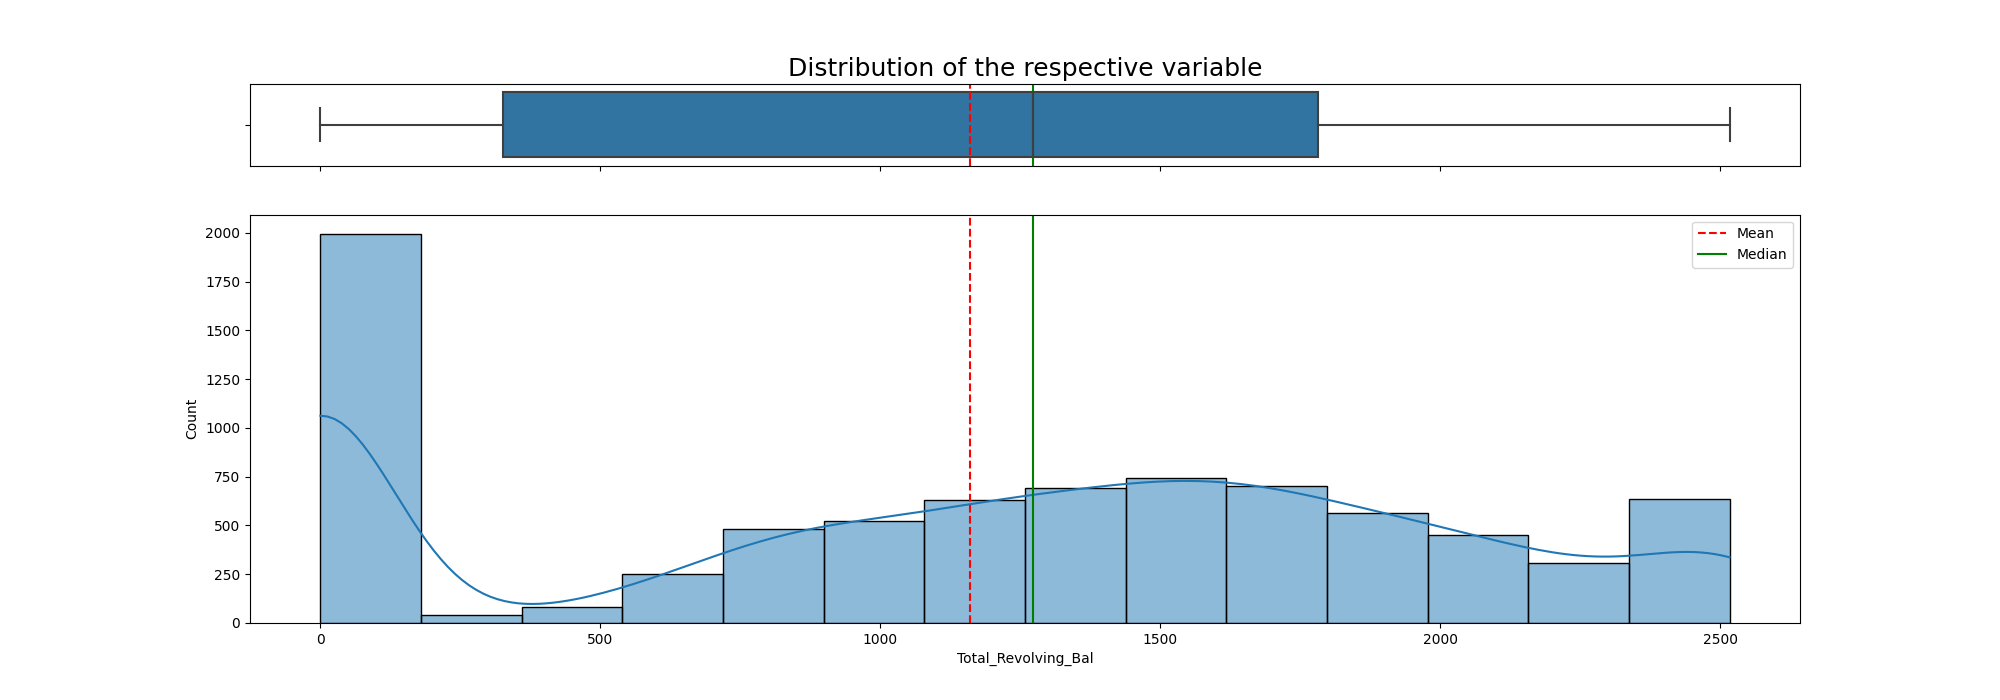 Distribution of the respective variable
Mean
Median
2000
1750
1500
1250
1000
750
500
250
0
Count
0 500 1000 1500 2000 2500
Total_Revolving_Bal